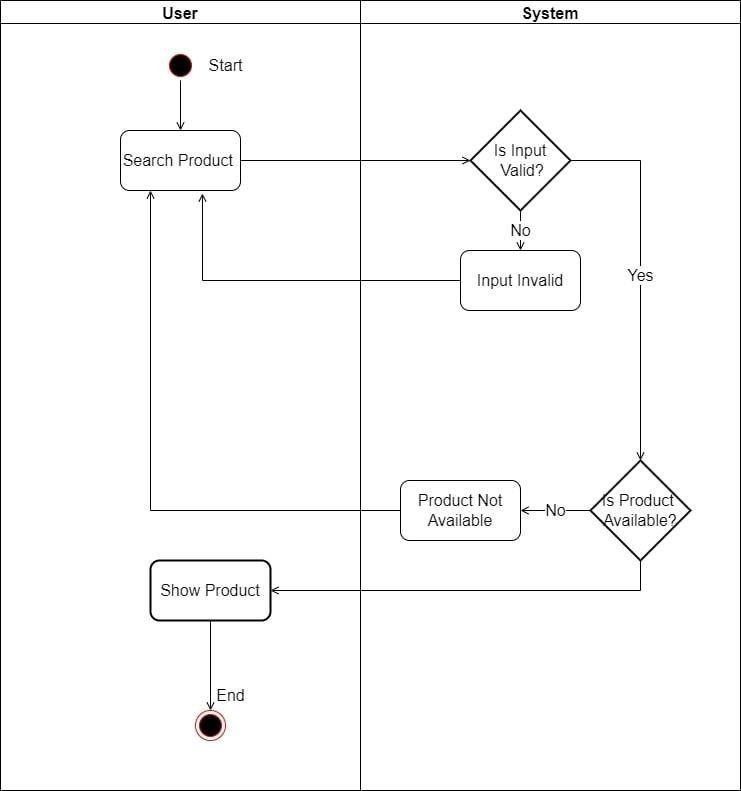 User
System
Start
Search Product
Is Input
Valid?
No
Input Invalid
Yes
Product Not
Available
No
Is Product
Available?
Show Product
End